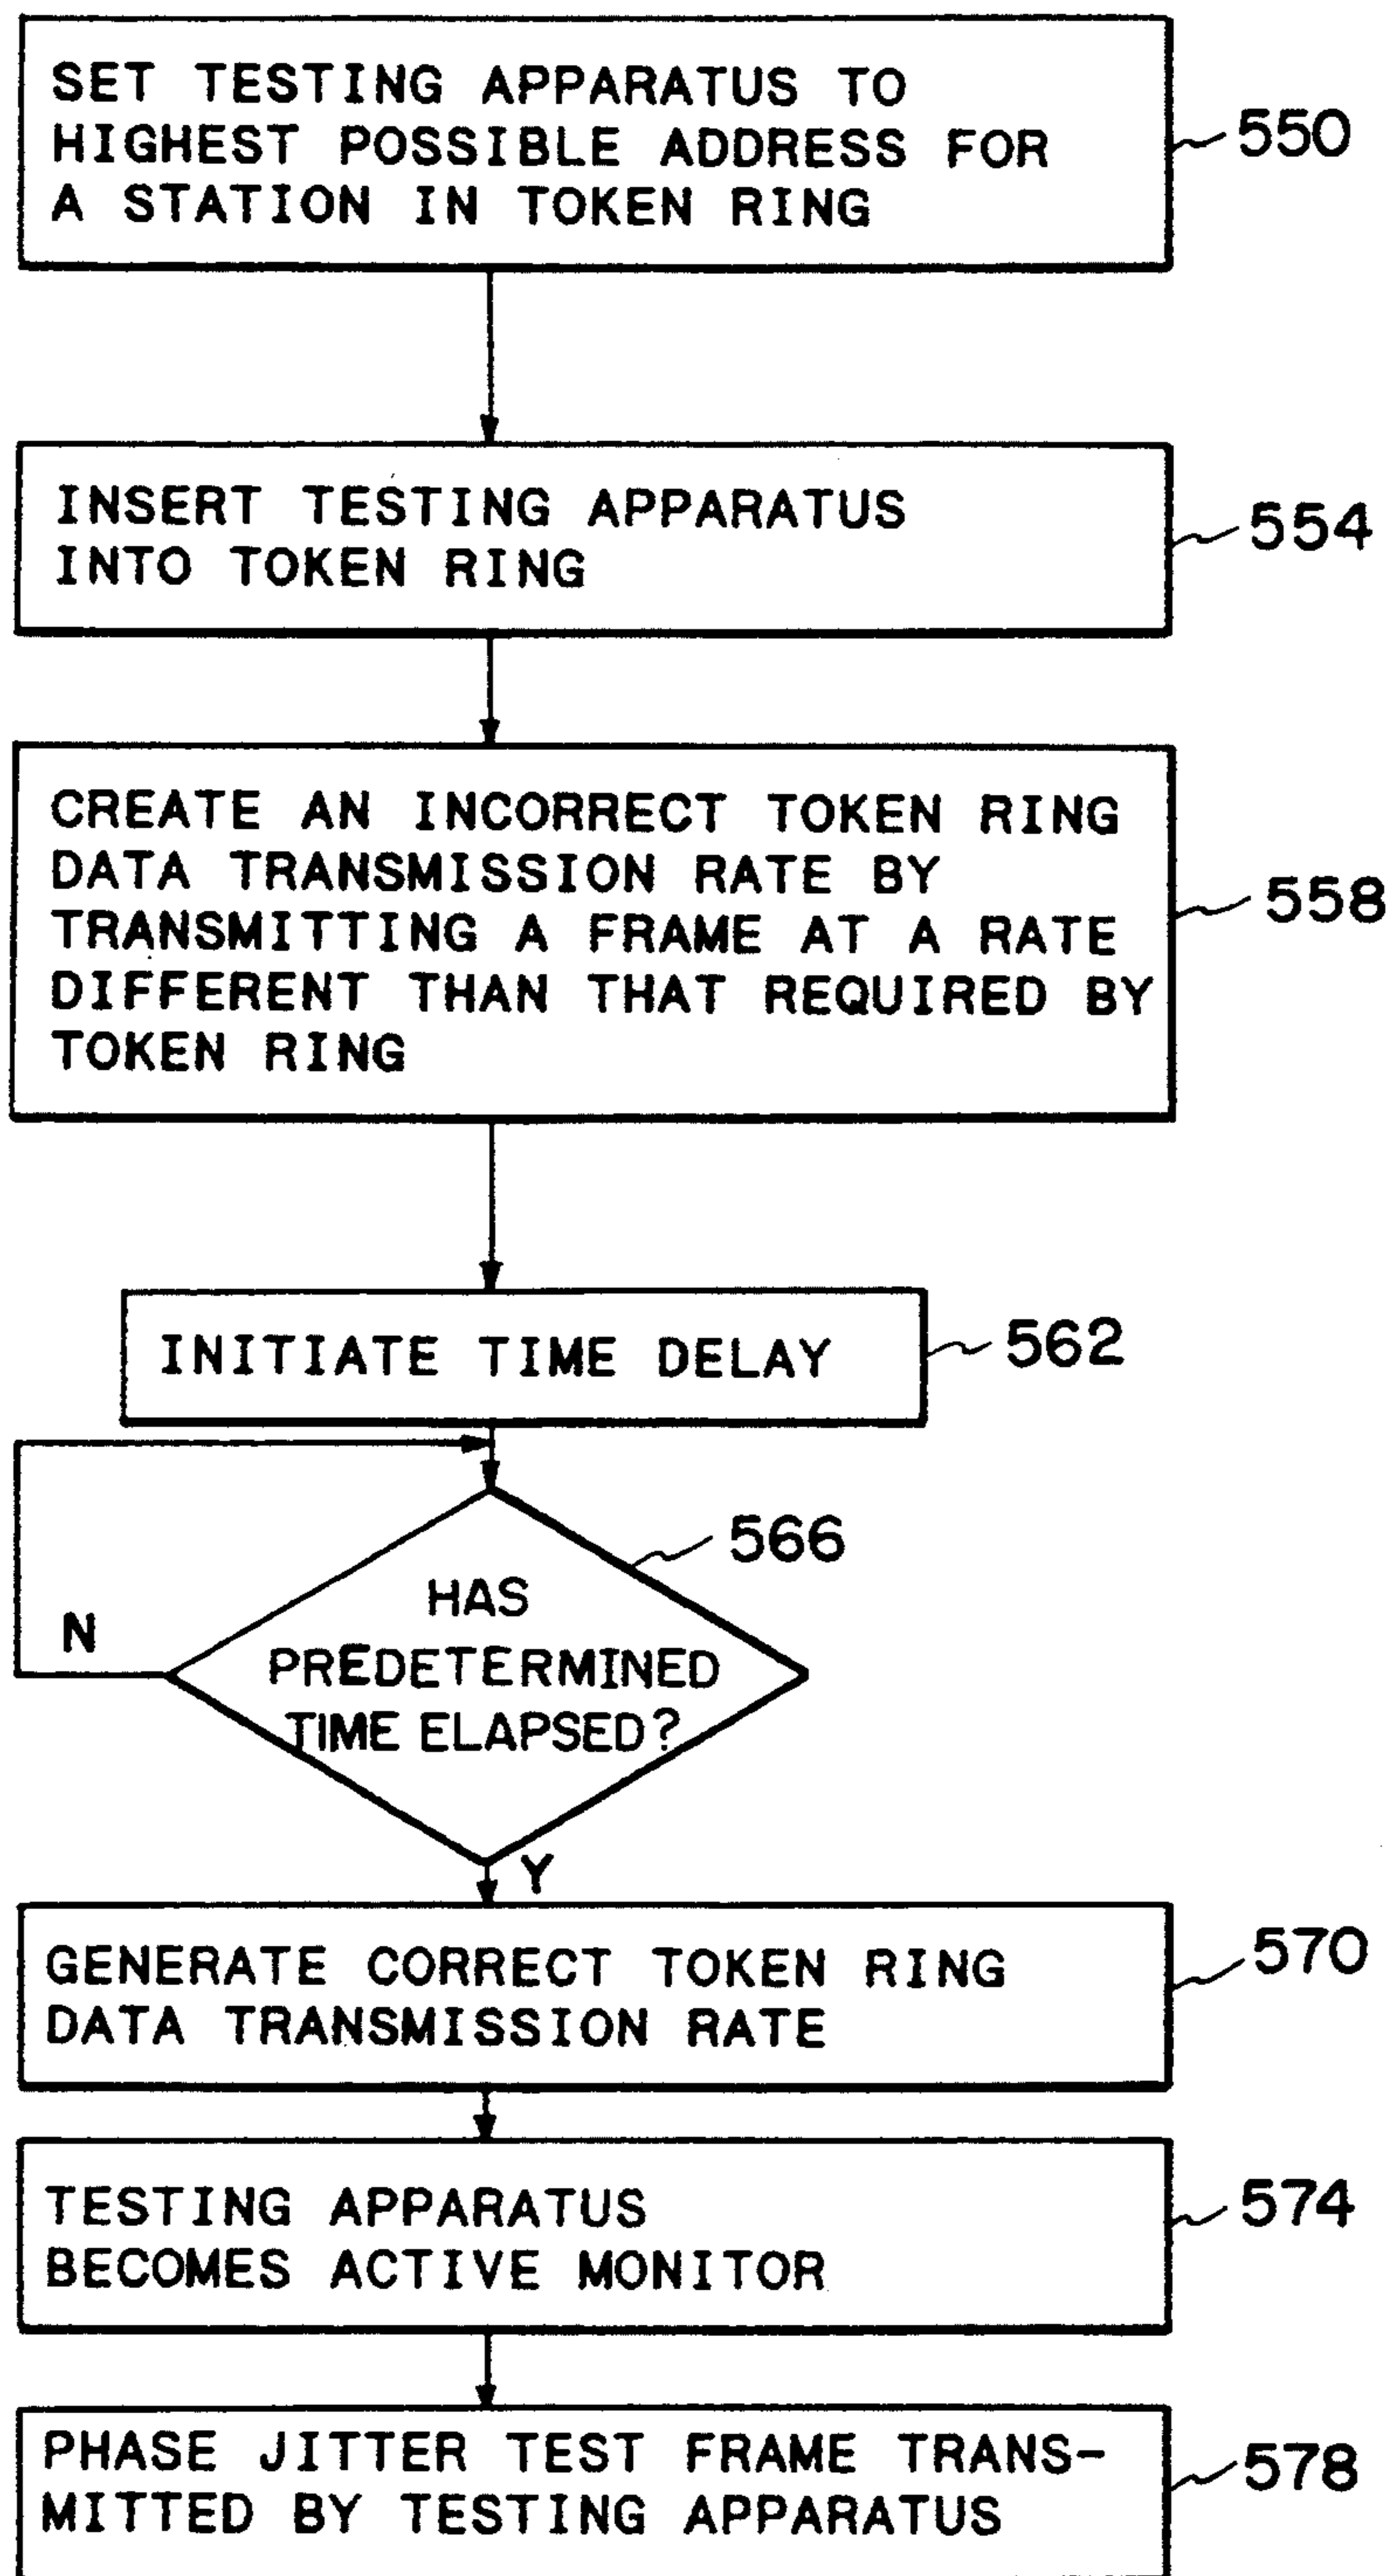 SET TESTING APPARATUS TO
HIGHEST POSSIBLE ADDRESS FOR
A STATION IN TOKEN RING
550
INSERT TESTING APPARATUS
INTO TOKEN RING
554
CREATE AN INCORRECT TOKEN RING
DATA TRANSMISSION RATE BY
TRANSMITTING A FRAME AT A RATE
DIFFERENT THAN THAT REQUIRED BY
TOKEN RING
558
INITIATE TIME DELAY
562
566
HAS
PREDETERMINED
TIME ELAPSED?
N
Y
GENERATE CORRECT TOKEN RING
DATA TRANSMISSION RATE
570
TESTING APPARATUS
BECOMES ACTIVE MONITOR
574
PHASE JITTER TEST FRAME TRANS-
MITTED BY TESTING APPARATUS
578